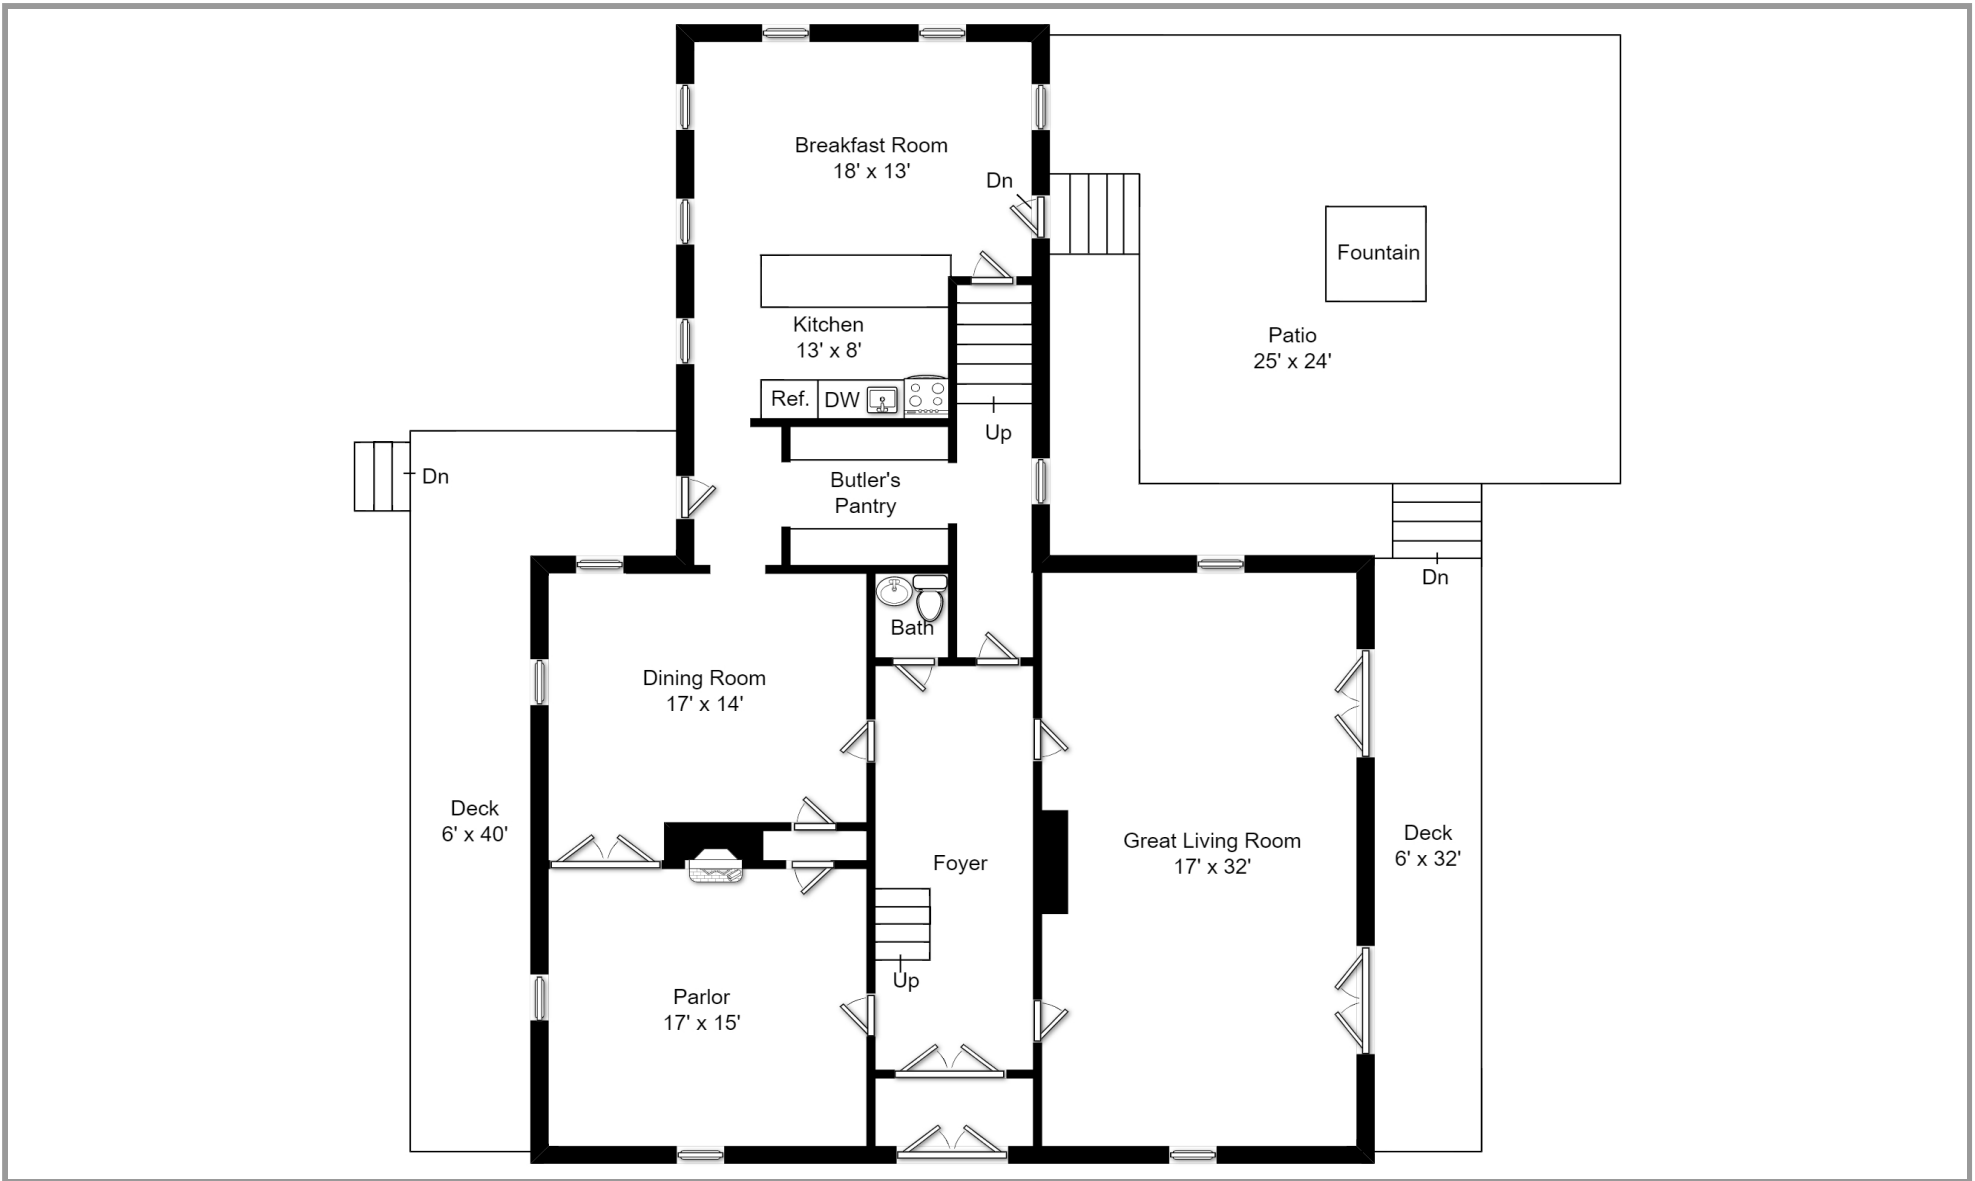 Breakfast Room
18' x 13'
Dn
Fountain
Kitchen
13' x 8'
Patio
25' x 24'
Ref.
DW
Up
Dn
Butler's
Pantry
Dn
Bath
Dining Room
17' x 14'
Deck
6' x 40'
Foyer
Great Living Room
17' x 32'
Deck
6' x 32'
Up
Parlor
17' x 15'